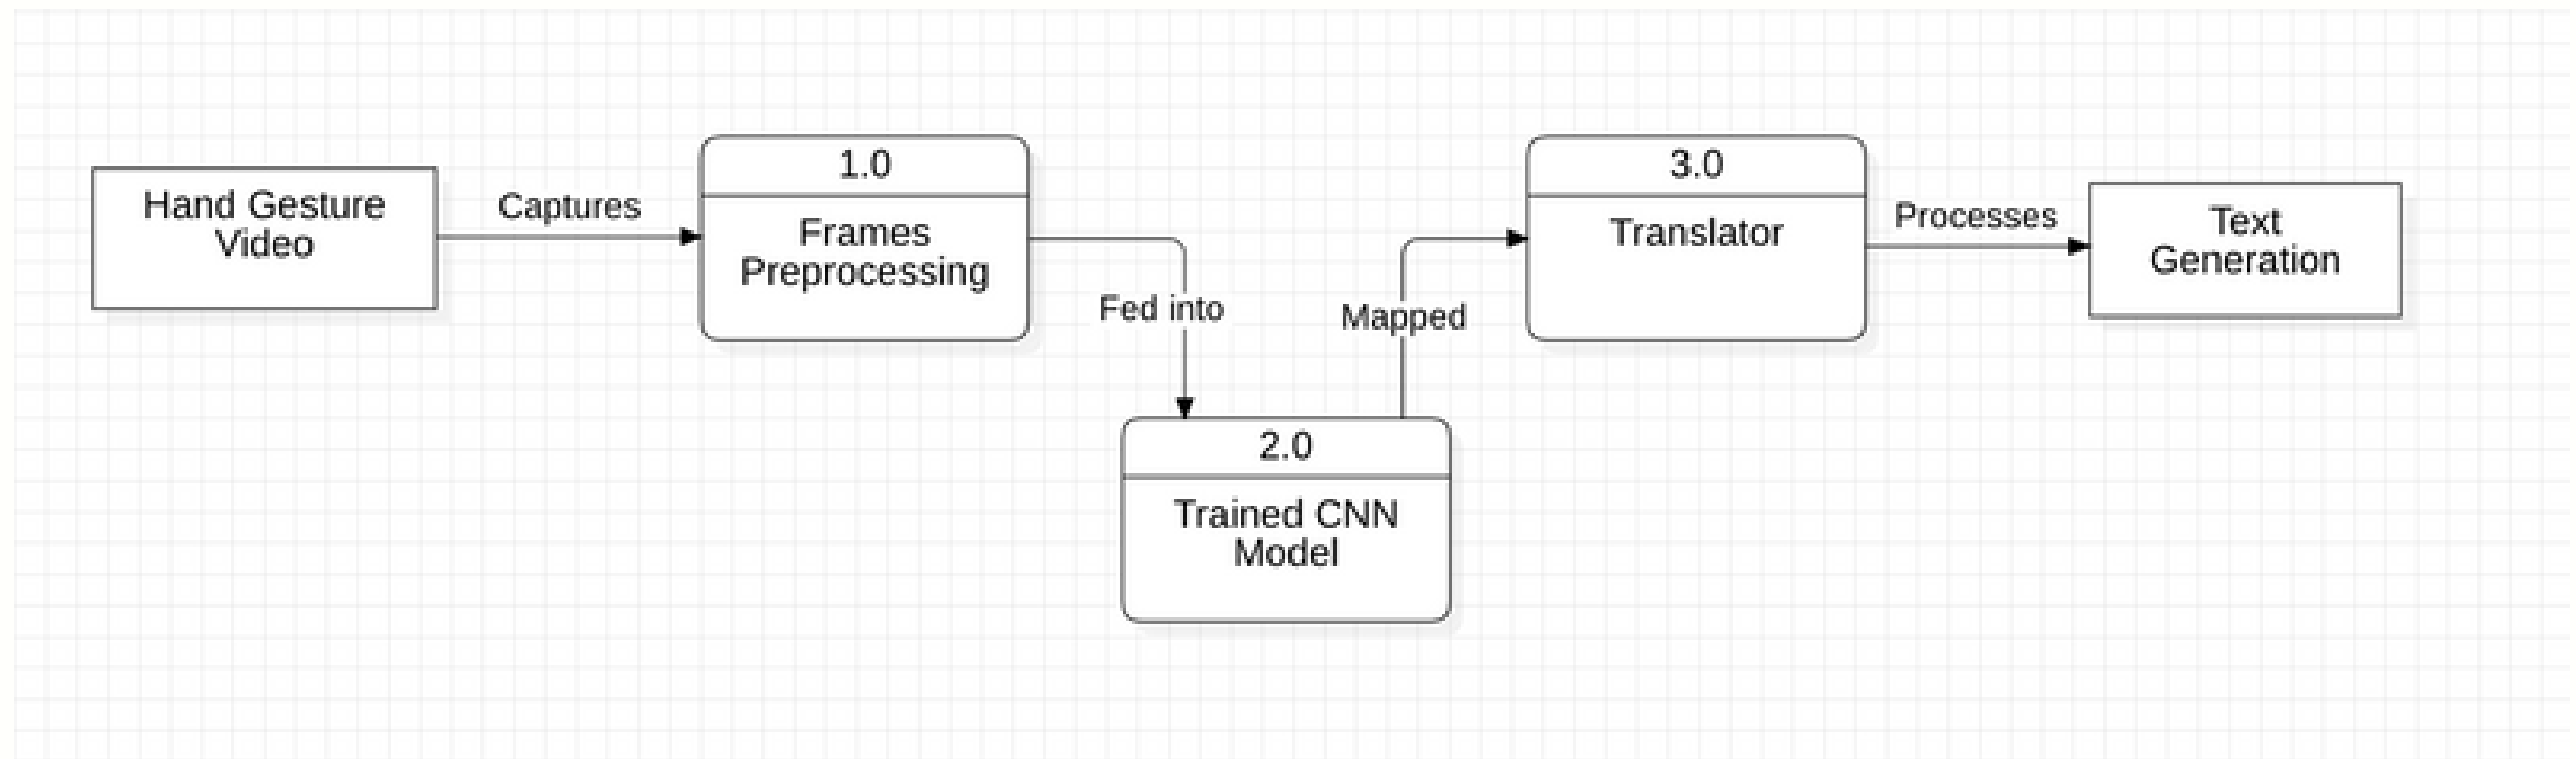 Hand Gesture
Video
Captures
1.0
Frames
Preprocessing
Fed into
2.0
Trained CNN
Model
Mapped
3.0
Translator
Processes
Text
Generation